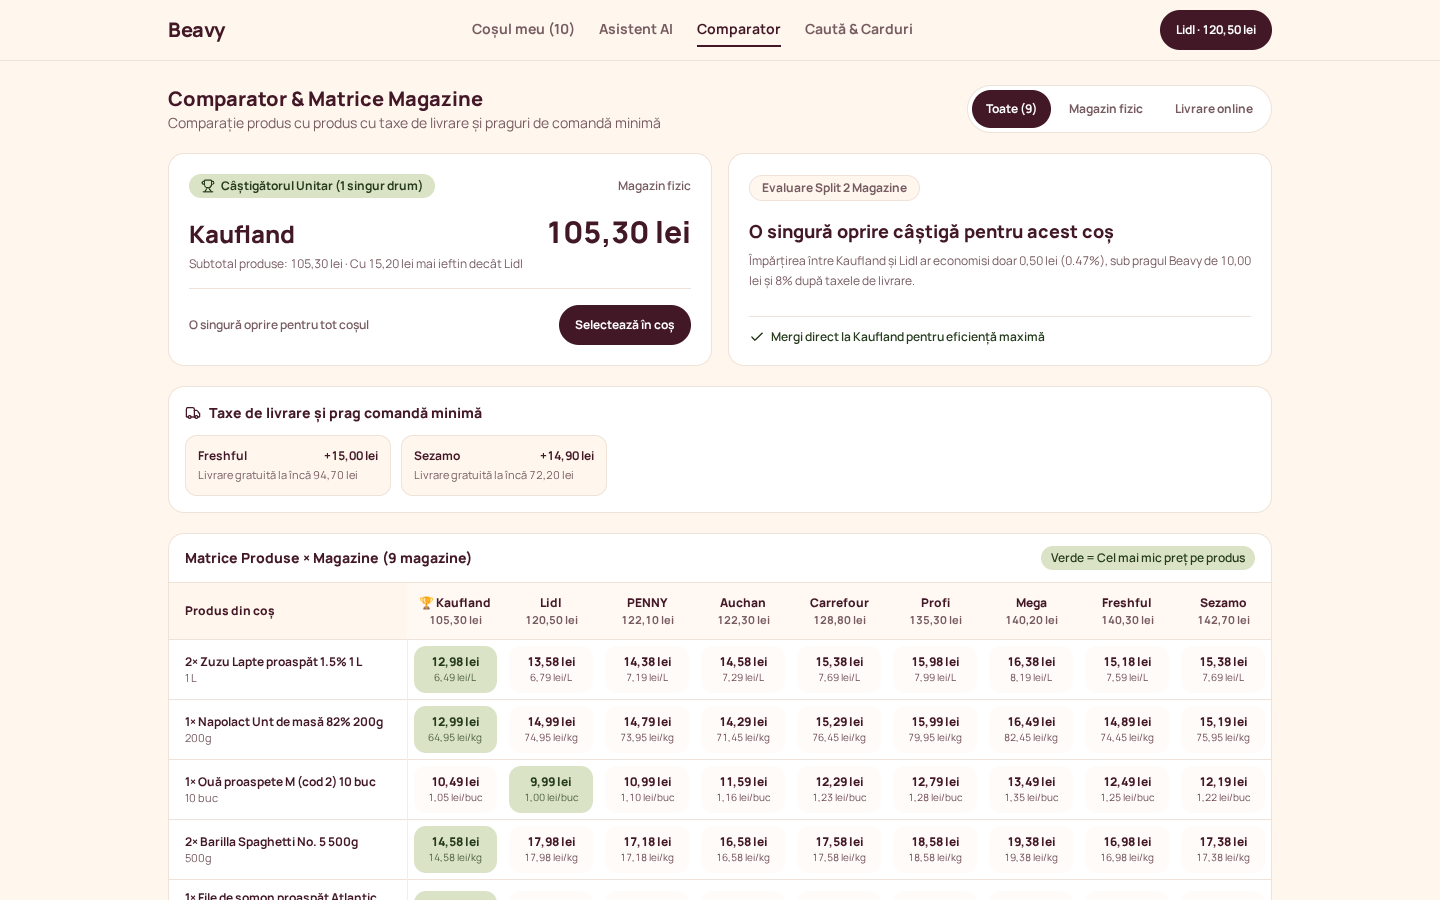 Beavy
Coșul meu (10)
Asistent AI
Comparator
Caută & Carduri
Lidl · 120,50 lei
Comparator & Matrice Magazine
Comparație produs cu produs cu taxe de livrare și praguri de comandă minimă
Toate (9)
Magazin fizic
Livrare online
Câștigătorul Unitar (1 singur drum)
Magazin fizic
Kaufland
105,30 lei
Subtotal produse: 105,30 lei · Cu 15,20 lei mai ieftin decât Lidl
O singură oprire pentru tot coșul
Selectează în coș
Evaluare Split 2 Magazine
O singură oprire câștigă pentru acest coș
Împărțirea între Kaufland și Lidl ar economisi doar 0,50 lei (0.47%), sub pragul Beavy de 10,00
lei și 8% după taxele de livrare.
Mergi direct la Kaufland pentru eficiență maximă
Taxe de livrare și prag comandă minimă
Freshful +15,00 lei
Livrare gratuită la încă 94,70 lei
Sezamo +14,90 lei
Livrare gratuită la încă 72,20 lei
Matrice Produse × Magazine (9 magazine)
Verde = Cel mai mic preț pe produs
Produs din coș
🏆 Kaufland Lidl PENNY Auchan Carrefour Profi Mega Freshful Sezamo
105,30 lei 120,50 lei 122,10 lei 122,30 lei 128,80 lei 135,30 lei 140,20 lei 140,30 lei 142,70 lei
2× Zuzu Lapte proaspăt 1.5% 1 L 12,98 lei 13,58 lei 14,38 lei 14,58 lei 15,38 lei 15,98 lei 16,38 lei 15,18 lei 15,38 lei
1 L 6,49 lei/L 6,79 lei/L 7,19 lei/L 7,29 lei/L 7,69 lei/L 7,99 lei/L 8,19 lei/L 7,59 lei/L 7,69 lei/L
1× Napolact Unt de masă 82% 200g 12,99 lei 14,99 lei 14,79 lei 14,29 lei 15,29 lei 15,99 lei 16,49 lei 14,89 lei 15,19 lei
200g 64,95 lei/kg 74,95 lei/kg 73,95 lei/kg 71,45 lei/kg 76,45 lei/kg 79,95 lei/kg 82,45 lei/kg 74,45 lei/kg 75,95 lei/kg
1× Ouă proaspete M (cod 2) 10 buc 10,49 lei 9,99 lei 10,99 lei 11,59 lei 12,29 lei 12,79 lei 13,49 lei 12,49 lei 12,19 lei
10 buc 1,05 lei/buc 1,00 lei/buc 1,10 lei/buc 1,16 lei/buc 1,23 lei/buc 1,28 lei/buc 1,35 lei/buc 1,25 lei/buc 1,22 lei/buc
2× Barilla Spaghetti No. 5 500g 14,58 lei 17,98 lei 17,18 lei 16,58 lei 17,58 lei 18,58 lei 19,38 lei 16,98 lei 17,38 lei
500g 14,58 lei/kg 17,98 lei/kg 17,18 lei/kg 16,58 lei/kg 17,58 lei/kg 18,58 lei/kg 19,38 lei/kg 16,98 lei/kg 17,38 lei/kg
1× File de somon proaspăt Atlantic